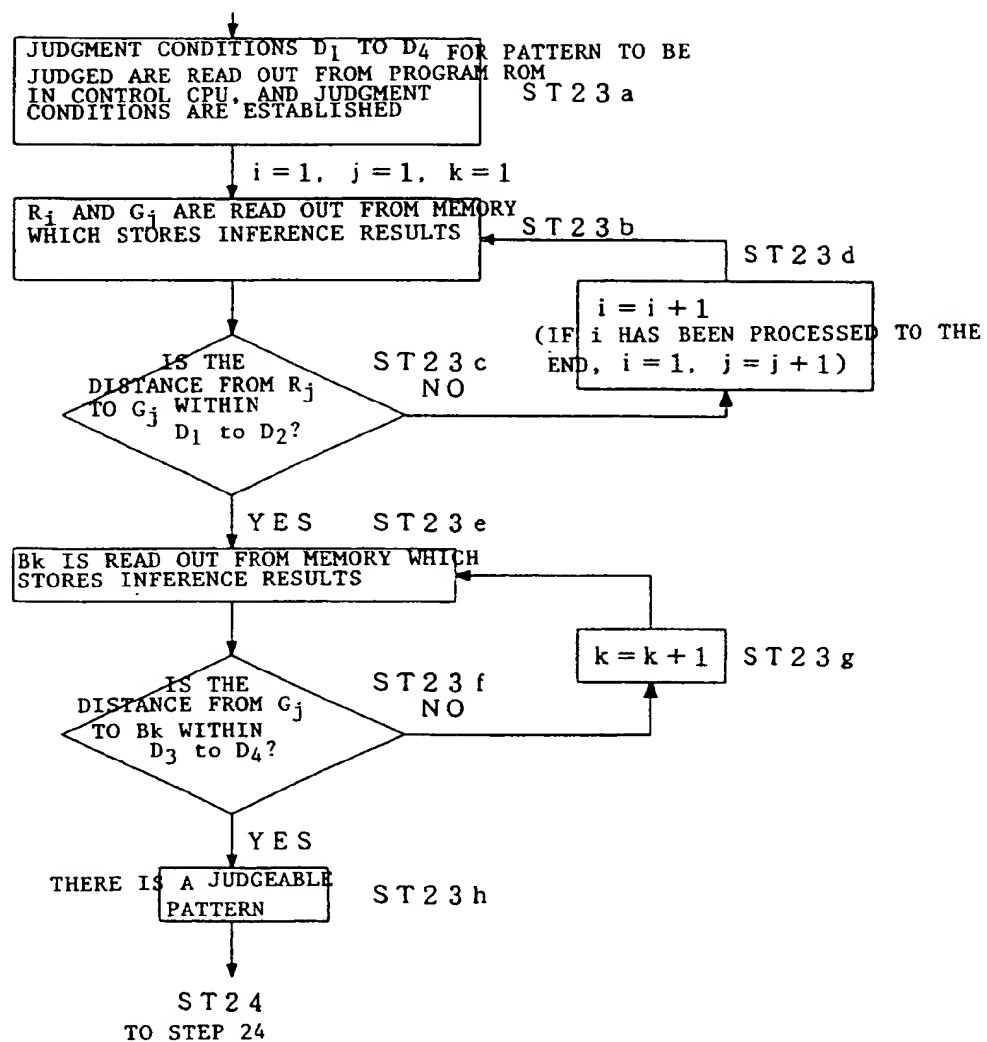 JUDGMENT CONDITIONS D1 TO D4 FOR PATTERN TO BE
JUDGED ARE READ OUT FROM PROGRAM ROM
IN CONTROL CPU, AND JUDGMENT
CONDITIONS ARE ESTABLISHED
ST23a
i=1, j=1, k=1
Ri AND Gj ARE READ OUT FROM MEMORY
WHICH STORES INFERENCE RESULTS
ST23b
ST23d
i=i+1
(IF i HAS BEEN PROCESSED TO THE
END, i=1, j=j+1)
IS THE
DISTANCE FROM Rj
TO Gj WITHIN
D1 to D2?
ST23c
NO
YES
ST23e
Bk IS READ OUT FROM MEMORY WHICH
STORES INFERENCE RESULTS
k=k+1
ST23g
IS THE
DISTANCE FROM Gj
TO Bk WITHIN
D3 to D4?
ST23f
NO
YES
THERE IS A JUDGEABLE
PATTERN
ST23h
ST24
TO STEP 24